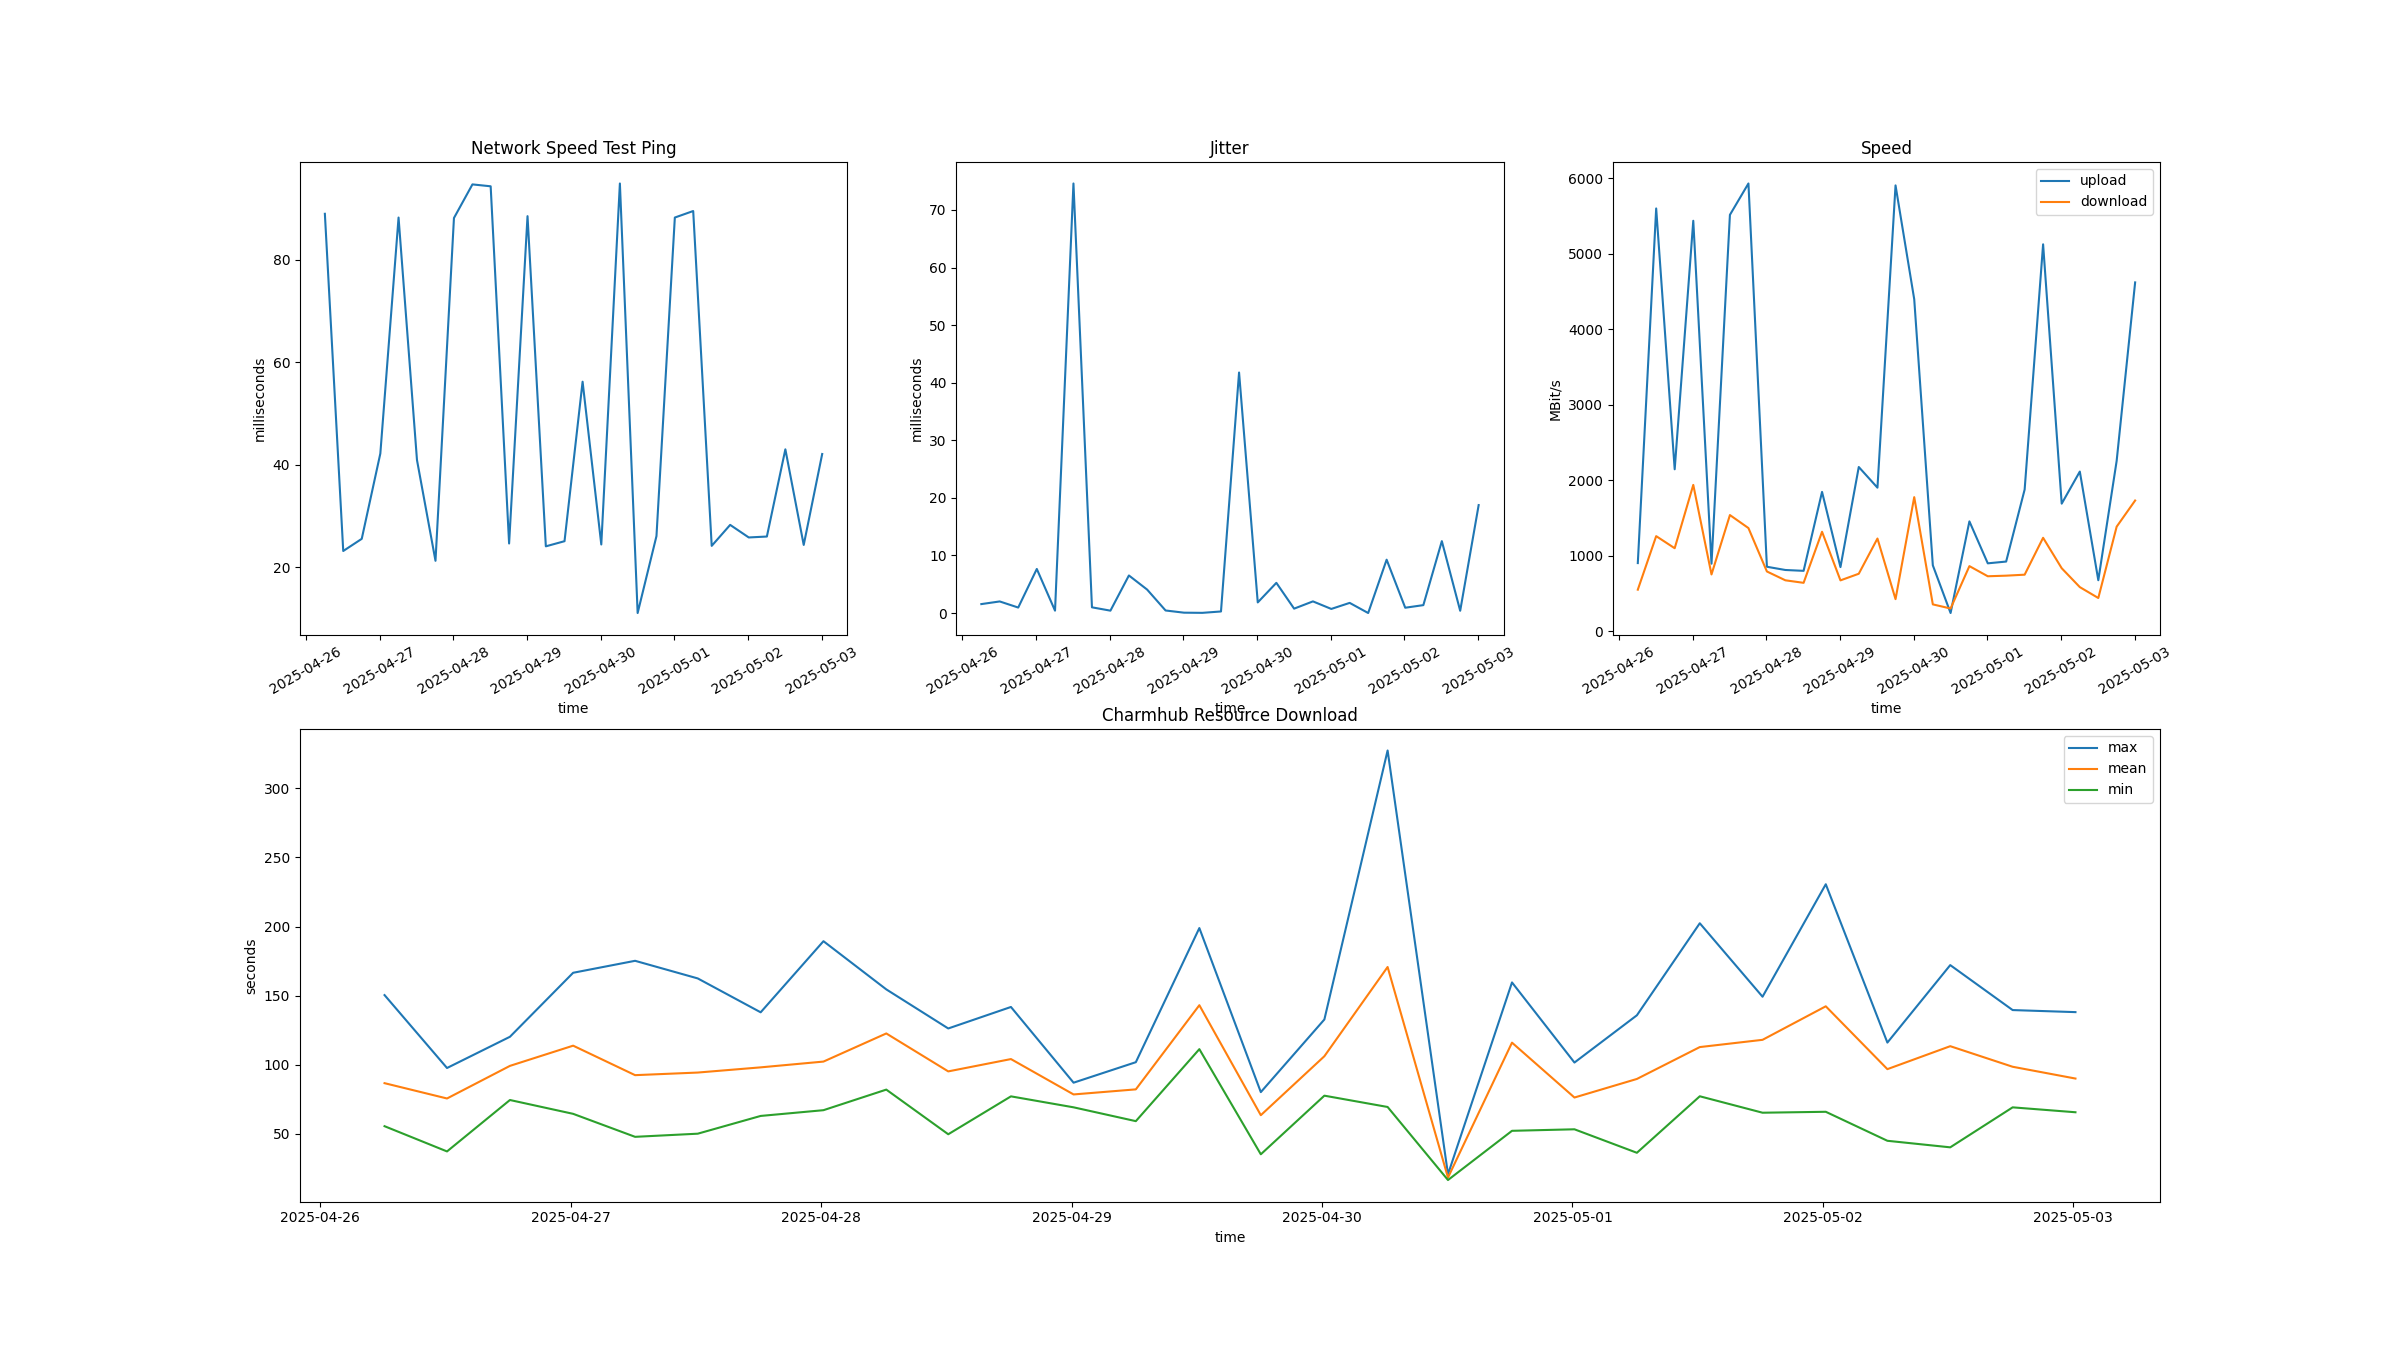 Network Speed Test Ping
milliseconds
80
60
40
20
2025-04-26 2025-04-27 2025-04-28 2025-04-29 2025-04-30 2025-05-01 2025-05-02 2025-05-03
time
Jitter
milliseconds
70
60
50
40
30
20
10
0
2025-04-26 2025-04-27 2025-04-28 2025-04-29 2025-04-30 2025-05-01 2025-05-02 2025-05-03
time
Speed
upload
download
MBit/s
6000
5000
4000
3000
2000
1000
0
2025-04-26 2025-04-27 2025-04-28 2025-04-29 2025-04-30 2025-05-01 2025-05-02 2025-05-03
time
Charmhub Resource Download
max
mean
min
seconds
300
250
200
150
100
50
2025-04-26 2025-04-27 2025-04-28 2025-04-29 2025-04-30 2025-05-01 2025-05-02 2025-05-03
time